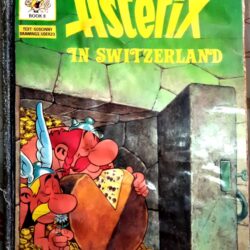 Asterix
BOOK 8
TEXT: GOSCINNY
DRAWINGS: UDERZO
IN SWITZERLAND